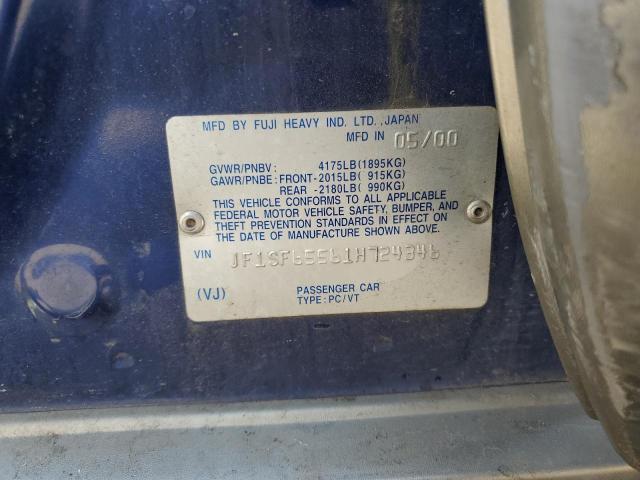 MFD BY FUJI HEAVY IND. LTD.,JAPAN
MFD IN 05/00
GVWR/PNBV: 4175LB(1895KG)
GAWR/PNBE:FRONT-2015LB( 915KG)
REAR -2180LB( 990KG)
THIS VEHICLE CONFORMS TO ALL APPLICABLE
FEDERAL MOTOR VEHICLE SAFETY, BUMPER, AND
THEFT PREVENTION STANDARDS IN EFFECT ON
THE DATE OF MANUFACTURE SHOWN ABOVE.
VIN JF1SF65561H724346
(VJ) PASSENGER CAR
TYPE:PC/VT